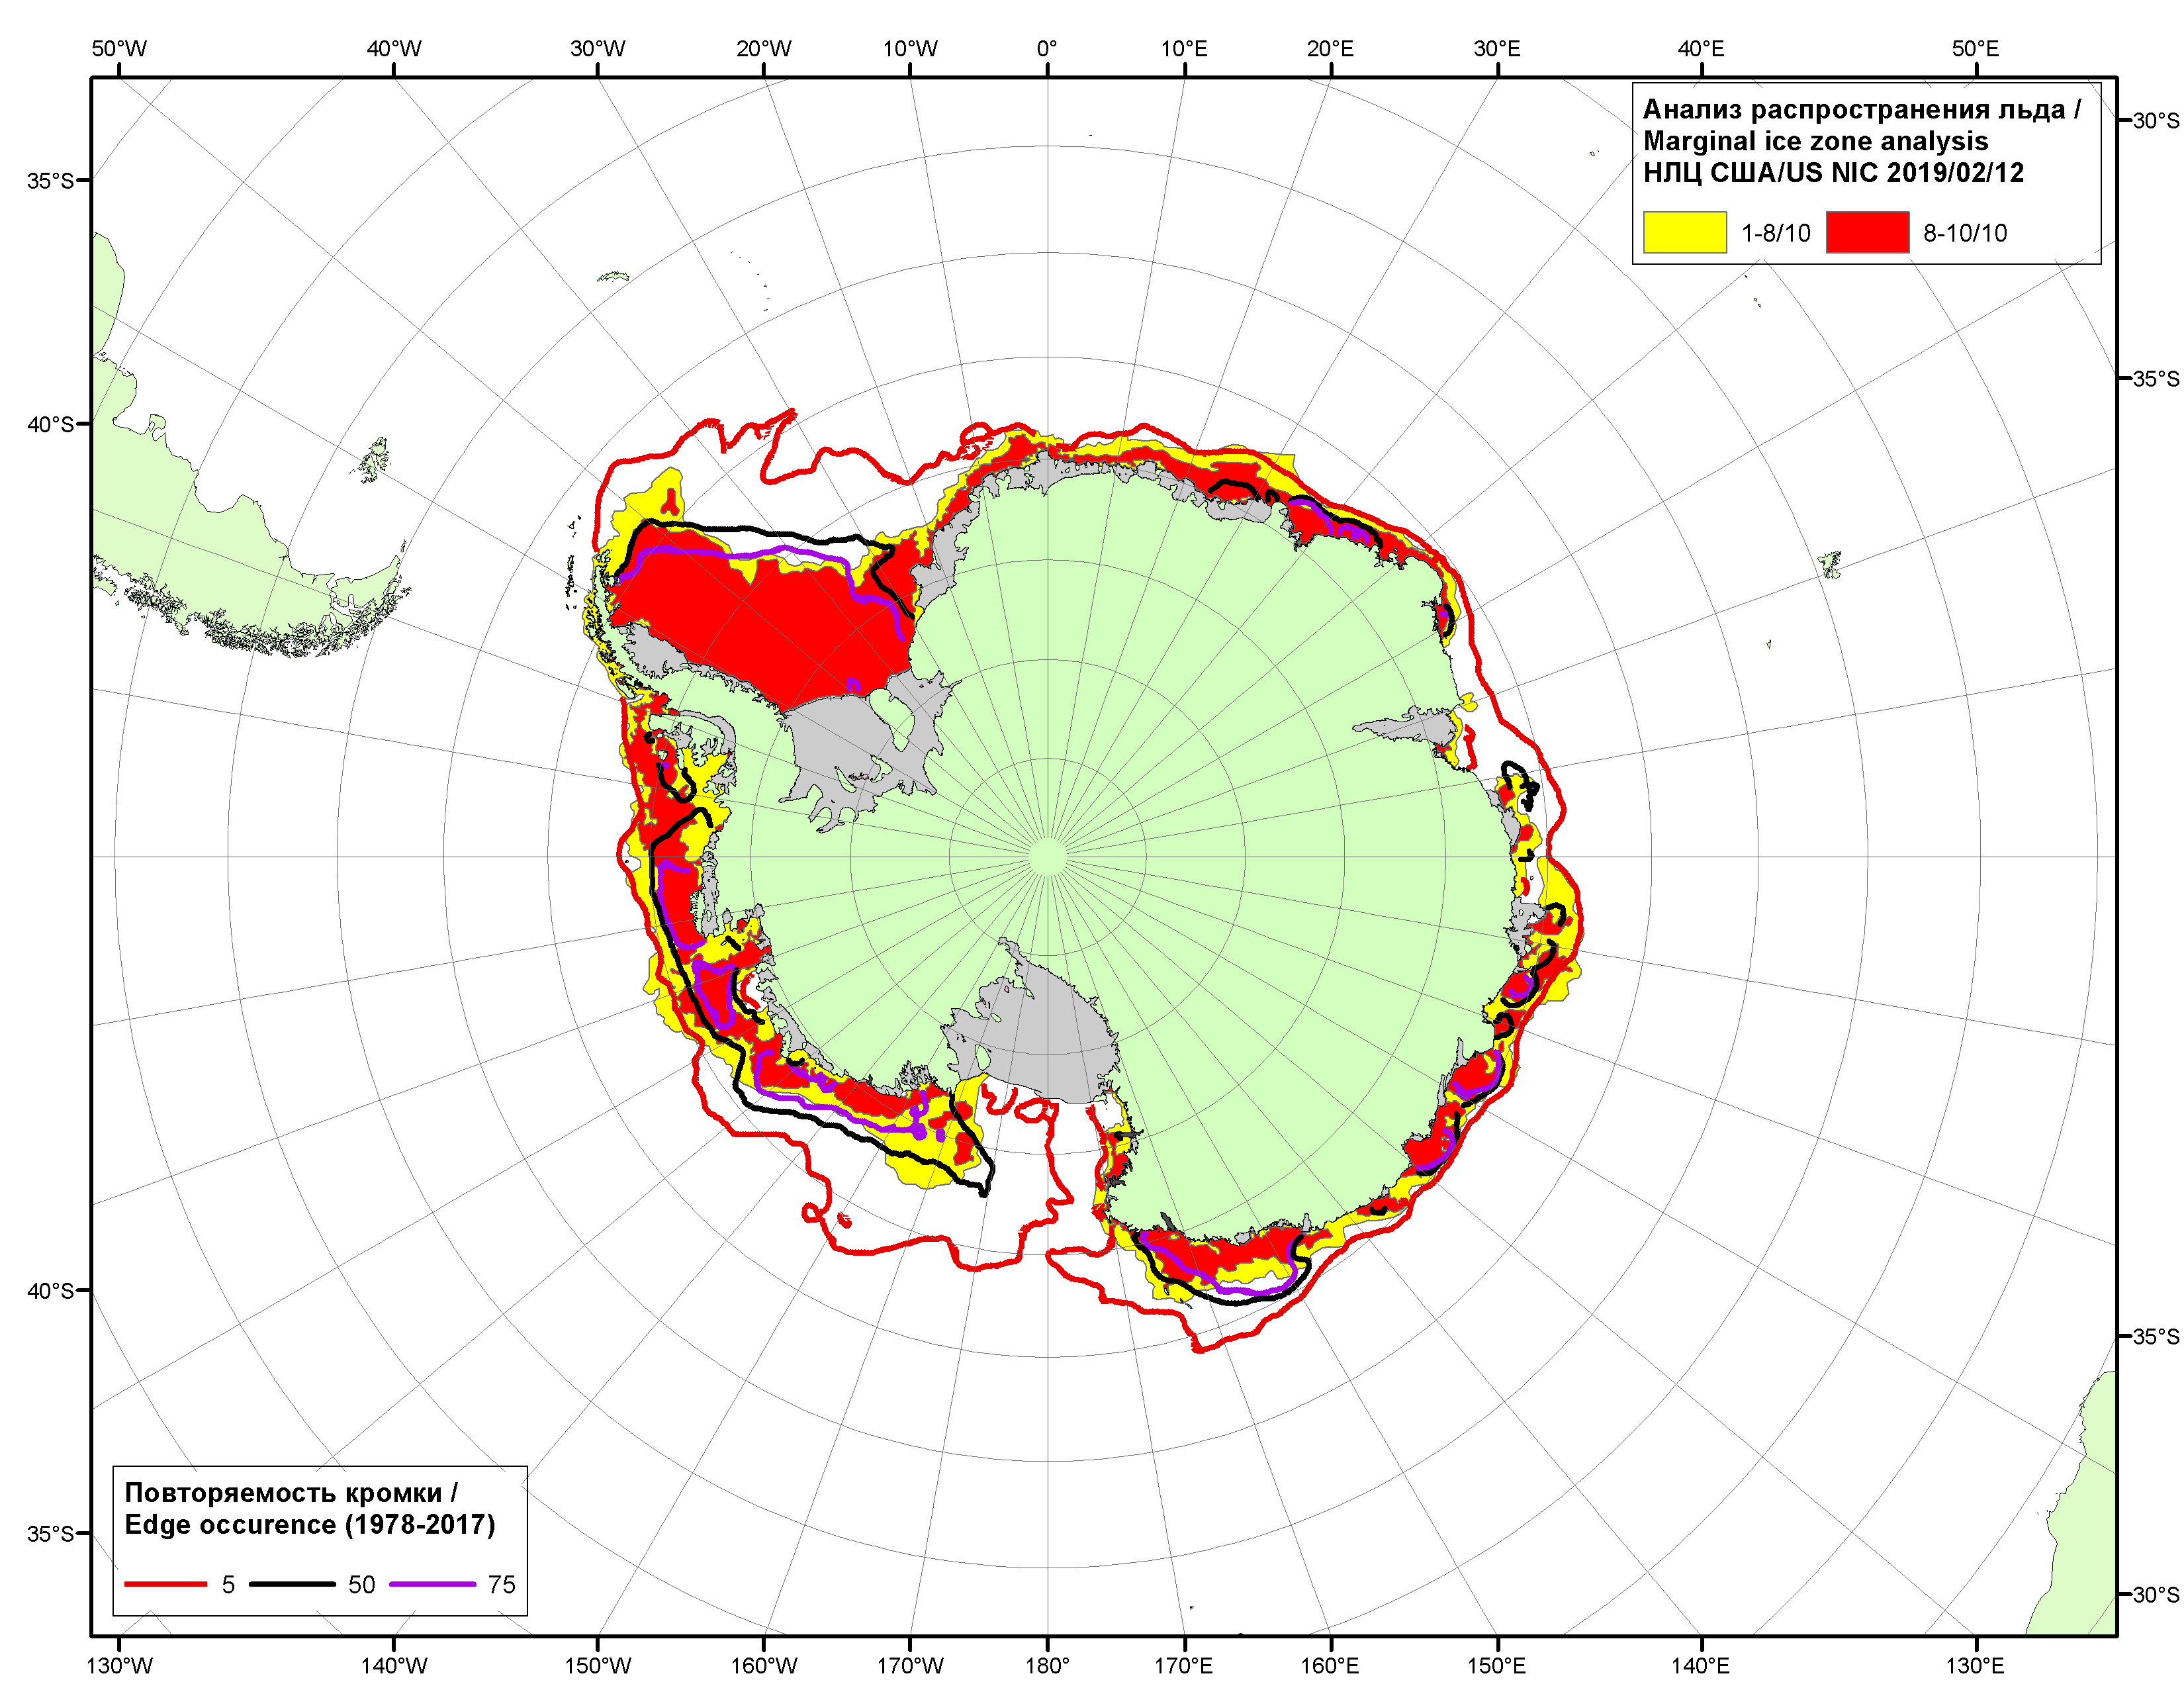 50°W 40°W 30°W 20°W 10°W 0° 10°E 20°E 30°E 40°E 50°E
Анализ распространения льда /
Marginal ice zone analysis
НЛЦ США/US NIC 2019/02/12
1-8/10 8-10/10
30°S
35°S
35°S
40°S
40°S
35°S
35°S
30°S
Повторяемость кромки /
Edge occurence (1978-2017)
5 50 75
130°W 140°W 150°W 160°W 170°W 180° 170°E 160°E 150°E 140°E 130°E